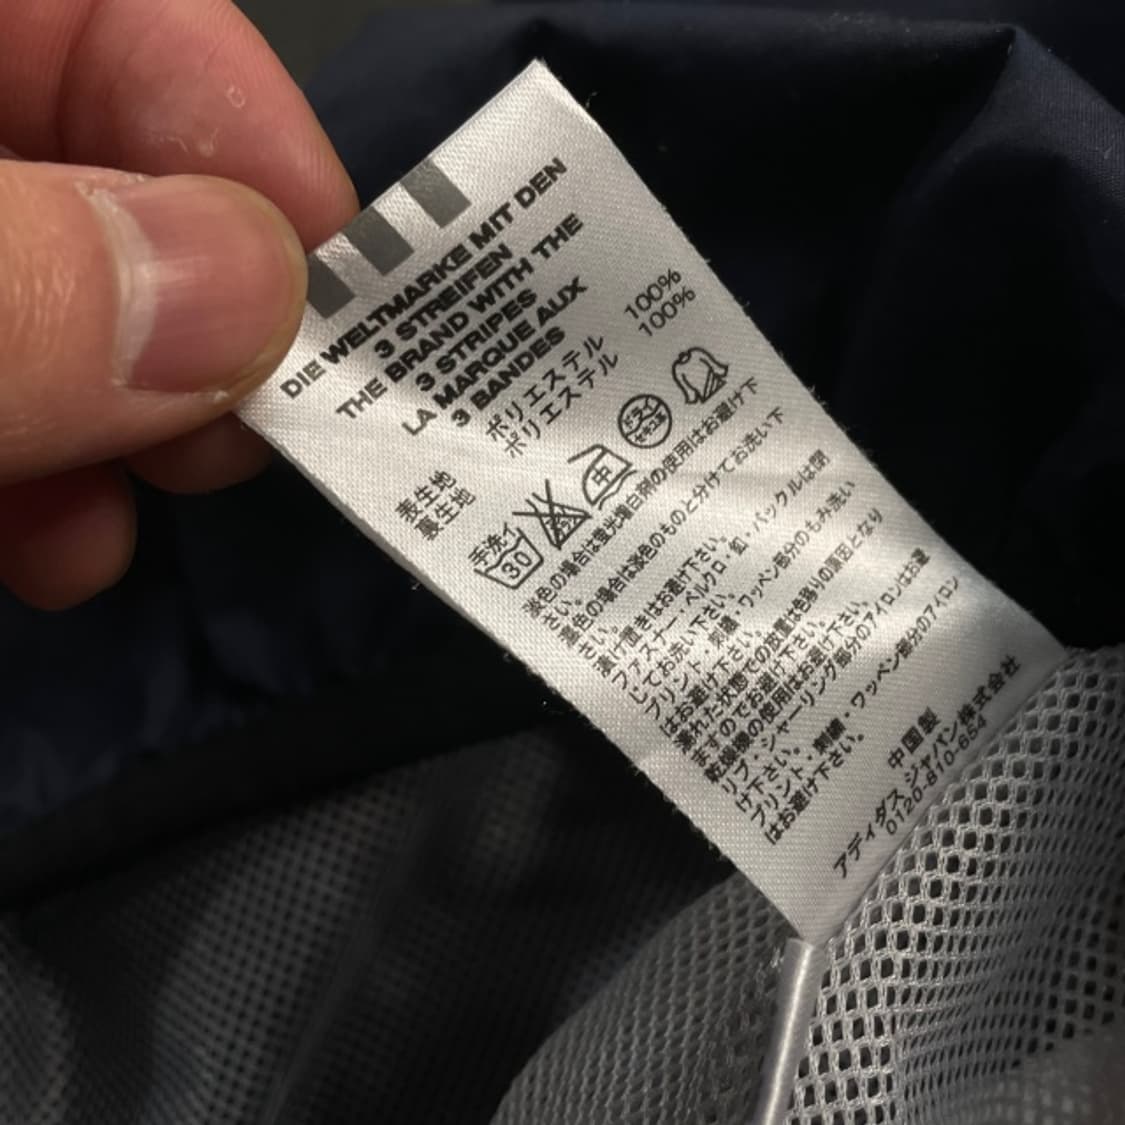 DIE WELTMARKE MIT DEN
3 STREIFEN
THE BRAND WITH THE
3 STRIPES
LA MARQUE AUX
3 BANDES
表生地 ポリエステル 100%
裏生地 ポリエステル 100%
手洗イ 30 中 ドライ セキユ系
淡色の場合は蛍光増白剤の使用はお避け下
さい。
濃色の場合は淡色のものと分けてお洗い下
さい。
漬け置きはお避け下さい。
ファスナー・ベルクロ・釦・バックルは閉
じてお洗い下さい。
プリント・刺繍・ワッペン部分のもみ洗い
はお避け下さい。
濡れた状態での放置は色移りの原因となり
ますのでお避け下さい。
乾燥機の使用はお避け下さい。
リブ・シャーリング部分のアイロンはお避
け下さい。
プリント・刺繍・ワッペン部分のアイロン
はお避け下さい。
中国製
アディダス ジャパン株式会社
0120-810-654